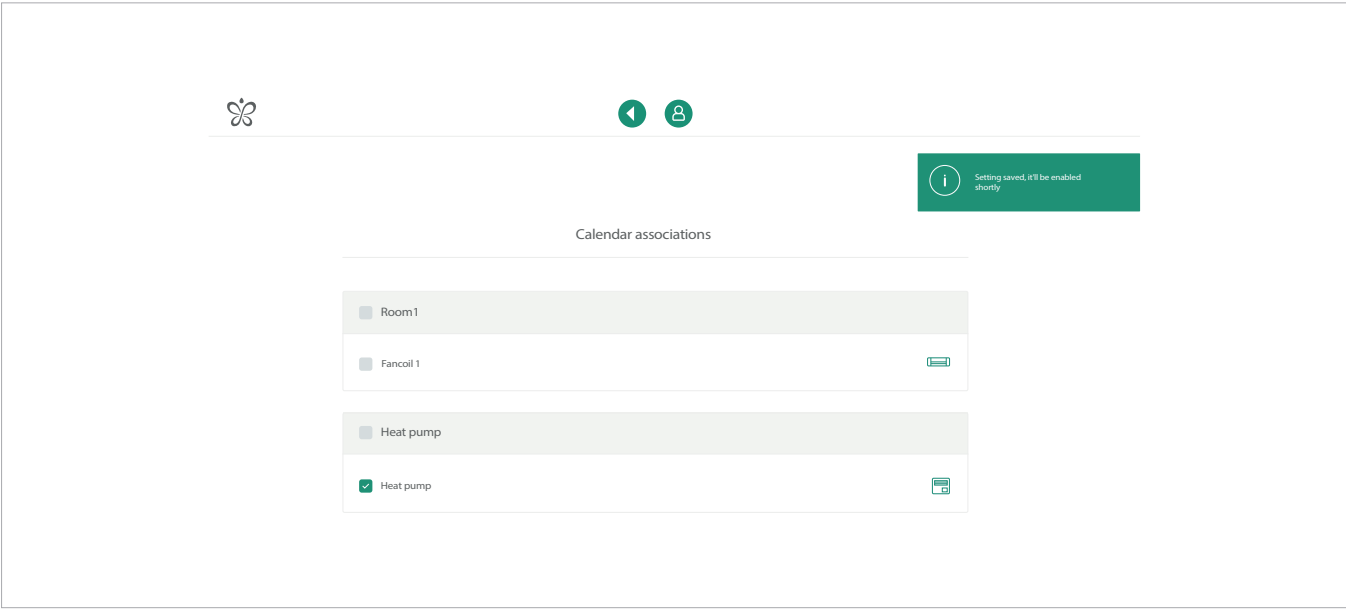 Setting saved, it'll be enabled
shortly
Calendar associations
Room1
Fancoil 1
Heat pump
Heat pump